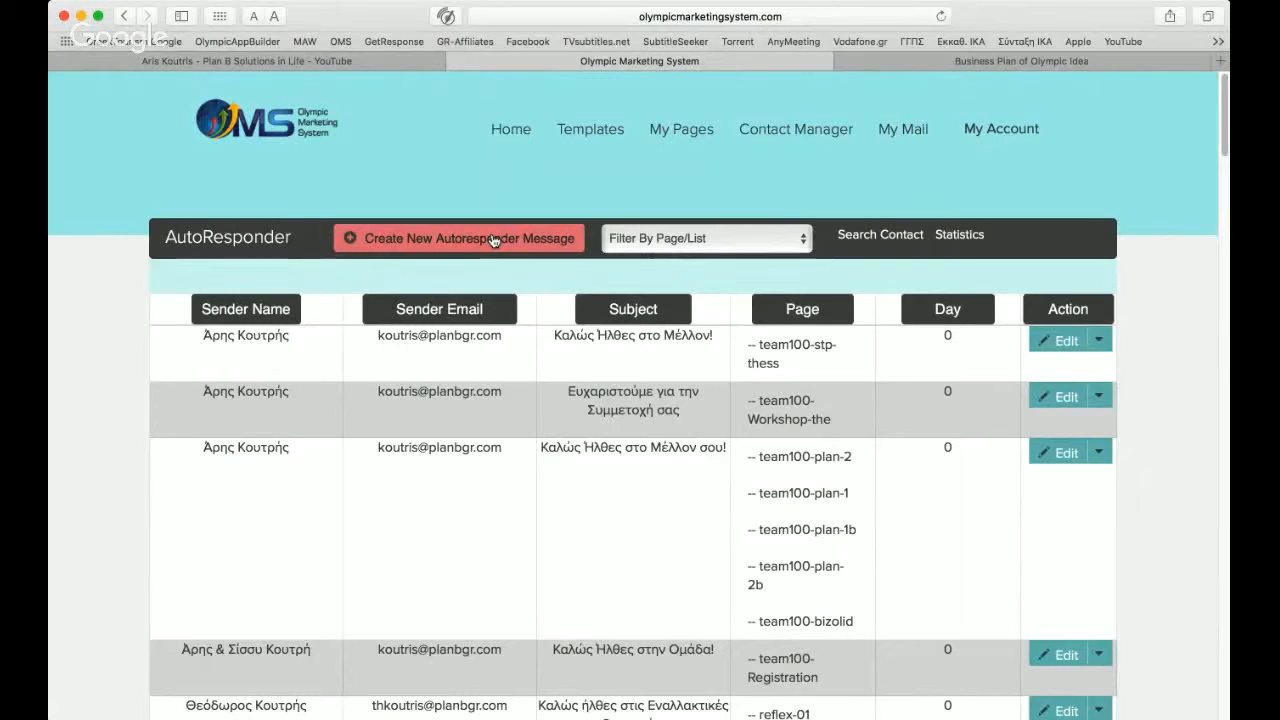 A A
olympicmarketingsystem.com
Google
OlympicAppBuilder MAW OMS GetResponse GR-Affiliates Facebook TVsubtitles.net SubtitleSeeker Torrent AnyMeeting Vodafone.gr ΓΓΠΣ Εκκαθ. ΙΚΑ Σύνταξη ΙΚΑ Apple YouTube
Aris Koutris - Plan B Solutions in Life - YouTube Olympic Marketing System Business Plan of Olympic Idea
OMS Olympic Marketing System
Home Templates My Pages Contact Manager My Mail My Account
AutoResponder Create New Autoresponder Message Filter By Page/List Search Contact Statistics
Sender Name Sender Email Subject Page Day Action
Άρης Κουτρής koutris@planbgr.com Καλώς Ήλθες στο Μέλλον! -- team100-stp- 0 Edit
thess
Άρης Κουτρής koutris@planbgr.com Ευχαριστούμε για την -- team100- 0 Edit
Συμμετοχή σας Workshop-the
Άρης Κουτρής koutris@planbgr.com Καλώς Ήλθες στο Μέλλον σου! -- team100-plan-2 0 Edit
-- team100-plan-1
-- team100-plan-1b
-- team100-plan-
2b
-- team100-bizolid
Άρης & Σίσσυ Κουτρή koutris@planbgr.com Καλώς Ήλθες στην Ομάδα! -- team100- 0 Edit
Registration
Θεόδωρος Κουτρής thkoutris@planbgr.com Καλώς ήλθες στις Εναλλακτικές -- reflex-01 0 Edit